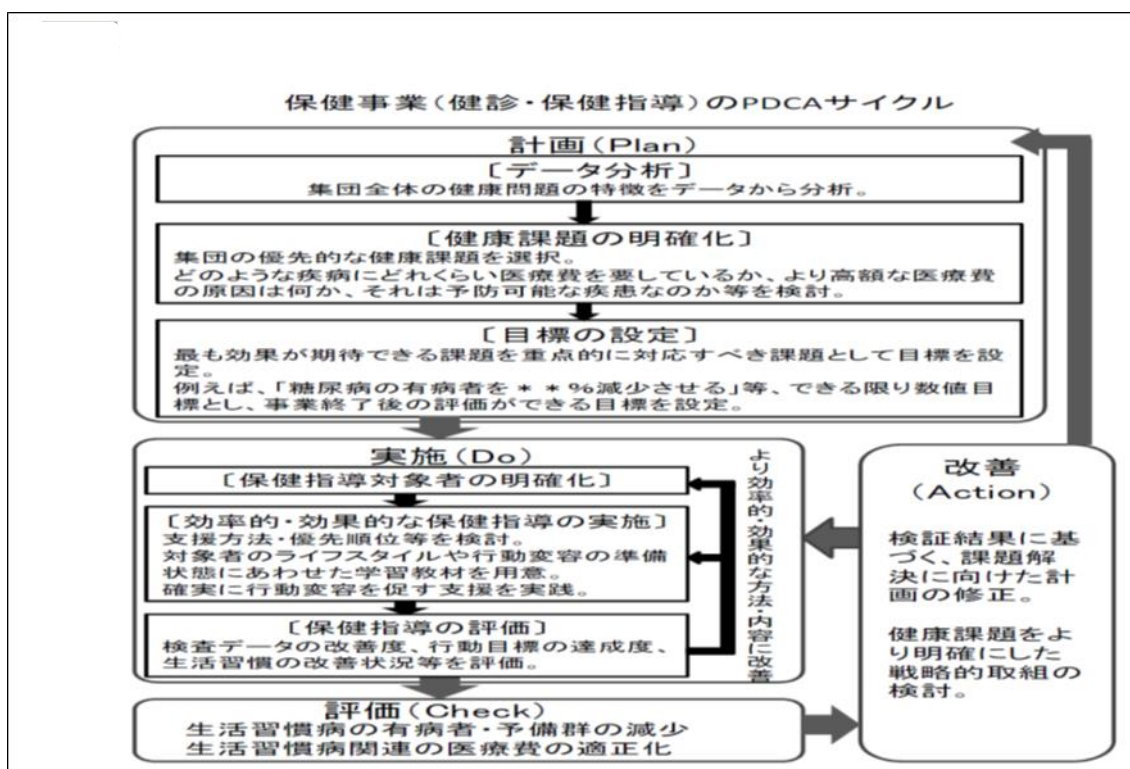 保健事業(健診・保健指導)のPDCAサイクル
計画(Plan)
[データ分析]
集団全体の健康問題の特徴をデータから分析。
[健康課題の明確化]
集団の優先的な健康課題を選択。
どのような疾病にどれくらい医療費を要しているか、より高額な医療費
の原因は何か、それは予防可能な疾患なのか等を検討。
[目標の設定]
最も効果が期待できる課題を重点的に対応すべき課題として目標を設
定。
例えば、「糖尿病の有病者を**%減少させる」等、できる限り数値目
標とし、事業終了後の評価ができる目標を設定。
実施(Do)
[保健指導対象者の明確化]
[効率的・効果的な保健指導の実施]
支援方法・優先順位等を検討。
対象者のライフスタイルや行動変容の準備
状態にあわせた学習教材を用意。
確実に行動変容を促す支援を実践。
[保健指導の評価]
検査データの改善度、行動目標の達成度、
生活習慣の改善状況等を評価。
より効率的・効果的な方法・内容に改善
評価(Check)
生活習慣病の有病者・予備群の減少
生活習慣病関連の医療費の適正化
改善
(Action)
検証結果に基
づく、課題解
決に向けた計
画の修正。
健康課題をよ
り明確にした
戦略的取組の
検討。